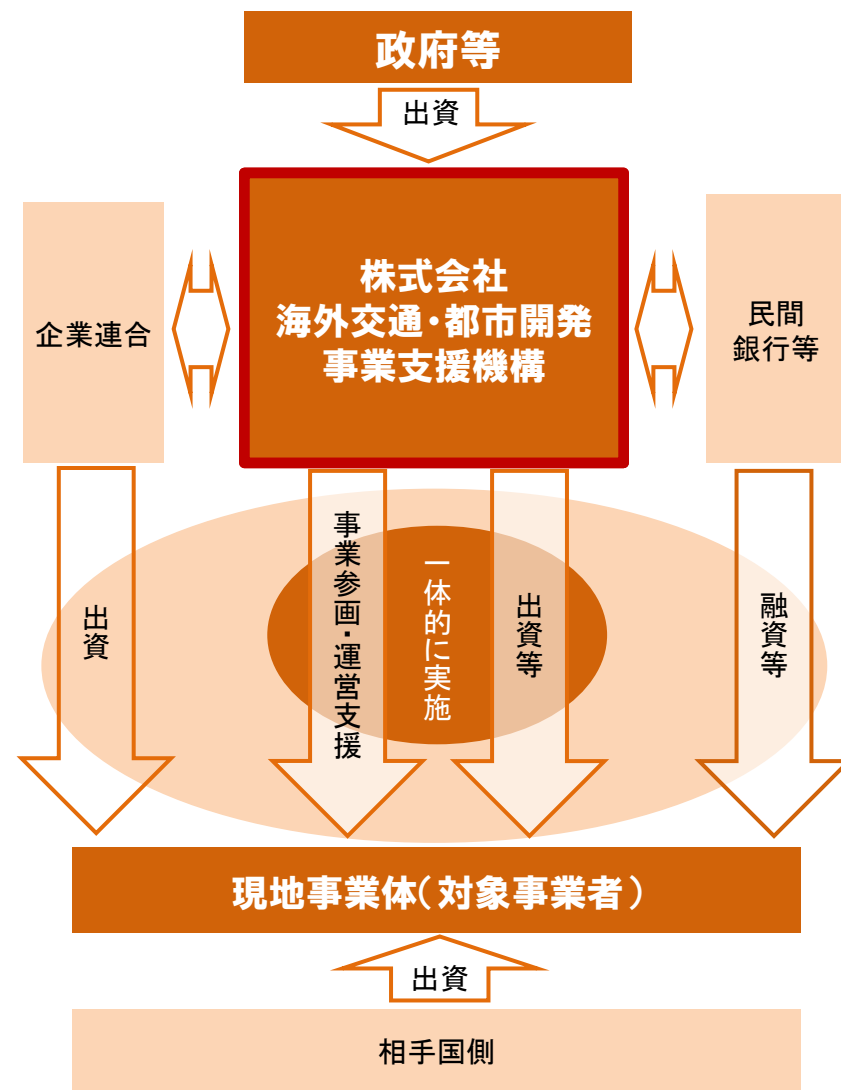 政府等
出資
株式会社
海外交通・都市開発
事業支援機構
企業連合
民間
銀行等
出資
事業参画・運営支援
一体的に実施
出資等
融資等
現地事業体(対象事業者)
出資
相手国側